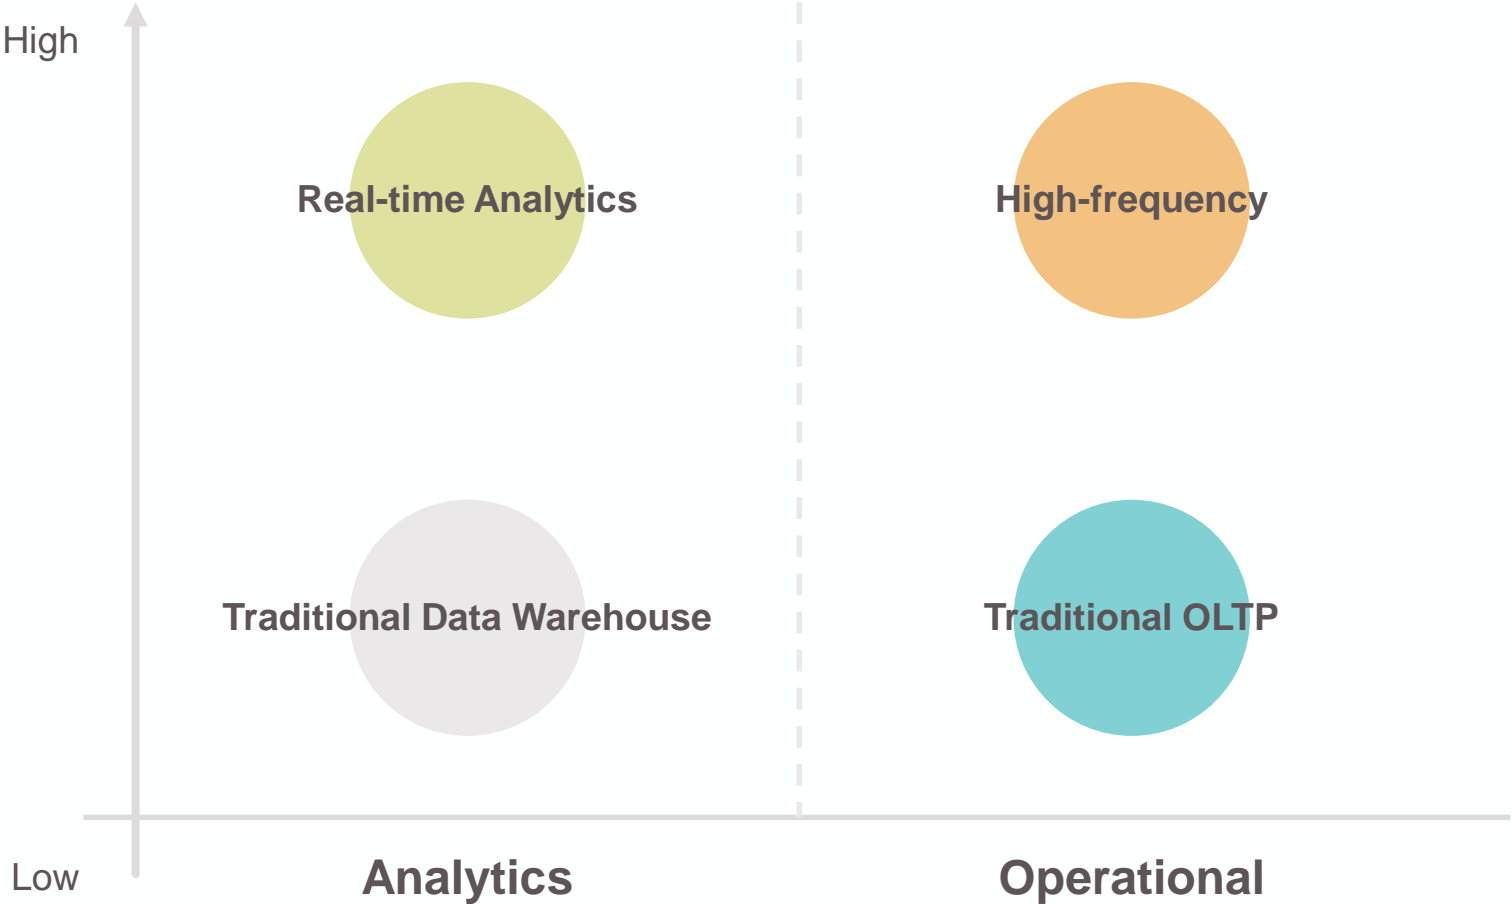 High
Real-time Analytics
High-frequency
Traditional Data Warehouse
Traditional OLTP
Low
Analytics
Operational